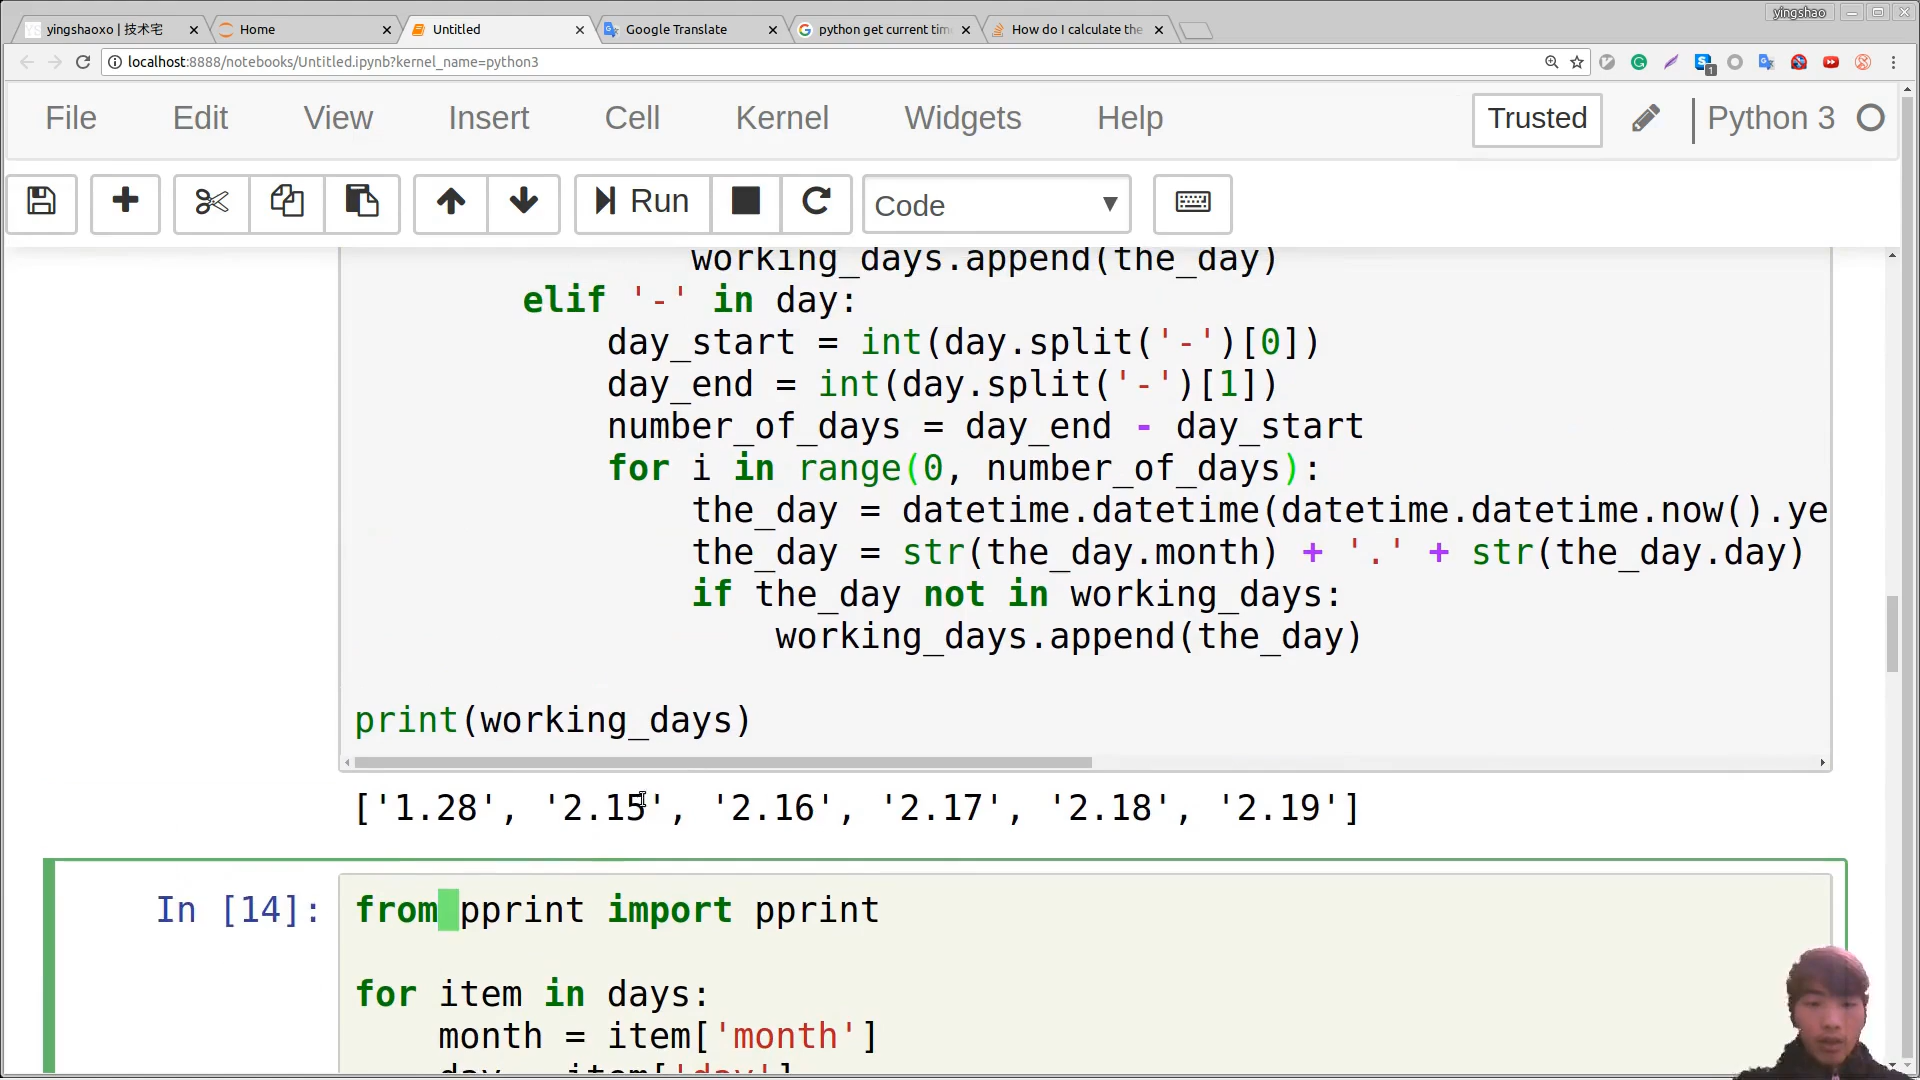 yingshao
yingshaoxo | 技术宅
Home
Untitled
Google Translate
python get current tim
How do I calculate the
localhost:8888/notebooks/Untitled.ipynb?kernel_name=python3
1
File Edit View Insert Cell Kernel Widgets Help
Trusted
Python 3
Run
Code
working_days.append(the_day)
elif '-' in day:
day_start = int(day.split('-')[0])
day_end = int(day.split('-')[1])
number_of_days = day_end - day_start
for i in range(0, number_of_days):
the_day = datetime.datetime(datetime.datetime.now().ye
the_day = str(the_day.month) + '.' + str(the_day.day)
if the_day not in working_days:
working_days.append(the_day)
print(working_days)
['1.28', '2.15', '2.16', '2.17', '2.18', '2.19']
In [14]:
from pprint import pprint
for item in days:
month = item['month']
day = item['day']